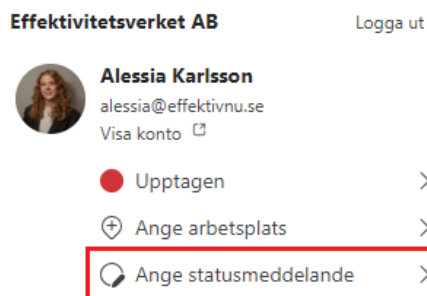 Effektivitetsverket AB Logga ut
Alessia Karlsson
alessia@effektivnu.se
Visa konto
Upptagen
Ange arbetsplats
Ange statusmeddelande